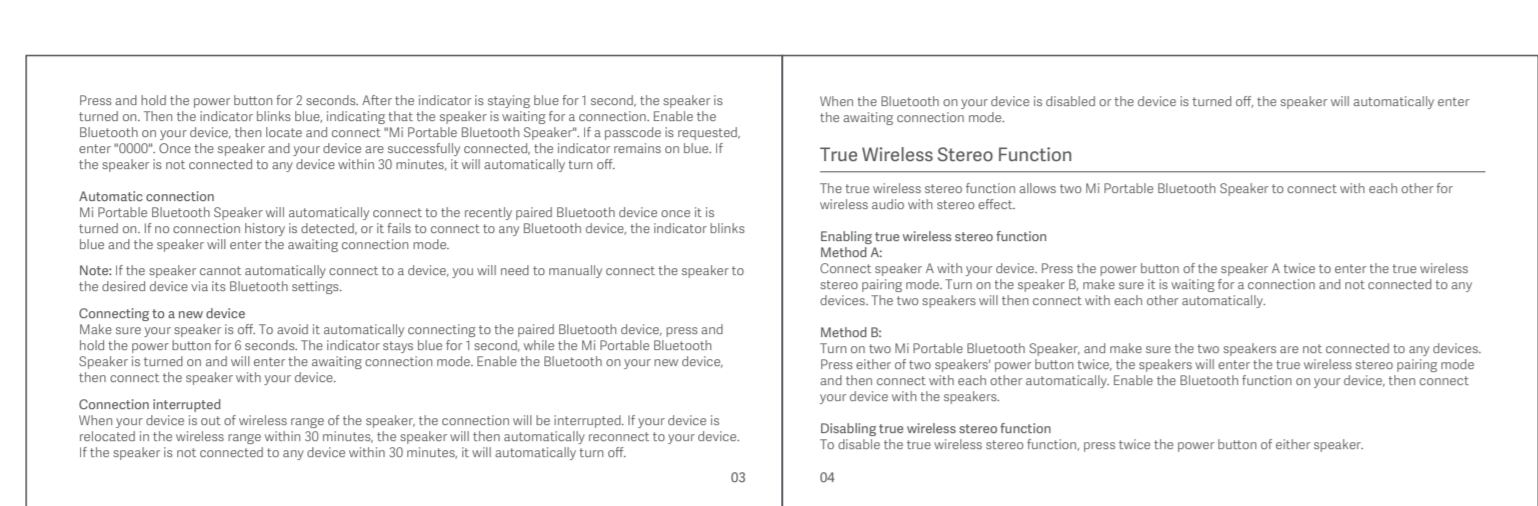 Press and hold the power button for 2 seconds. After the indicator is staying blue for 1 second, the speaker is
turned on. Then the indicator blinks blue, indicating that the speaker is waiting for a connection. Enable the
Bluetooth on your device, then locate and connect "Mi Portable Bluetooth Speaker". If a passcode is requested,
enter "0000". Once the speaker and your device are successfully connected, the indicator remains on blue. If
the speaker is not connected to any device within 30 minutes, it will automatically turn off.
Automatic connection
Mi Portable Bluetooth Speaker will automatically connect to the recently paired Bluetooth device once it is
turned on. If no connection history is detected, or it fails to connect to any Bluetooth device, the indicator blinks
blue and the speaker will enter the awaiting connection mode.
Note: If the speaker cannot automatically connect to a device, you will need to manually connect the speaker to
the desired device via its Bluetooth settings.
Connecting to a new device
Make sure your speaker is off. To avoid it automatically connecting to the paired Bluetooth device, press and
hold the power button for 6 seconds. The indicator stays blue for 1 second, while the Mi Portable Bluetooth
Speaker is turned on and will enter the awaiting connection mode. Enable the Bluetooth on your new device,
then connect the speaker with your device.
Connection interrupted
When your device is out of wireless range of the speaker, the connection will be interrupted. If your device is
relocated in the wireless range within 30 minutes, the speaker will then automatically reconnect to your device.
If the speaker is not connected to any device within 30 minutes, it will automatically turn off.
03
When the Bluetooth on your device is disabled or the device is turned off, the speaker will automatically enter
the awaiting connection mode.
True Wireless Stereo Function
The true wireless stereo function allows two Mi Portable Bluetooth Speaker to connect with each other for
wireless audio with stereo effect.
Enabling true wireless stereo function
Method A:
Connect speaker A with your device. Press the power button of the speaker A twice to enter the true wireless
stereo pairing mode. Turn on the speaker B, make sure it is waiting for a connection and not connected to any
devices. The two speakers will then connect with each other automatically.
Method B:
Turn on two Mi Portable Bluetooth Speaker, and make sure the two speakers are not connected to any devices.
Press either of two speakers' power button twice, the speakers will enter the true wireless stereo pairing mode
and then connect with each other automatically. Enable the Bluetooth function on your device, then connect
your device with the speakers.
Disabling true wireless stereo function
To disable the true wireless stereo function, press twice the power button of either speaker.
04